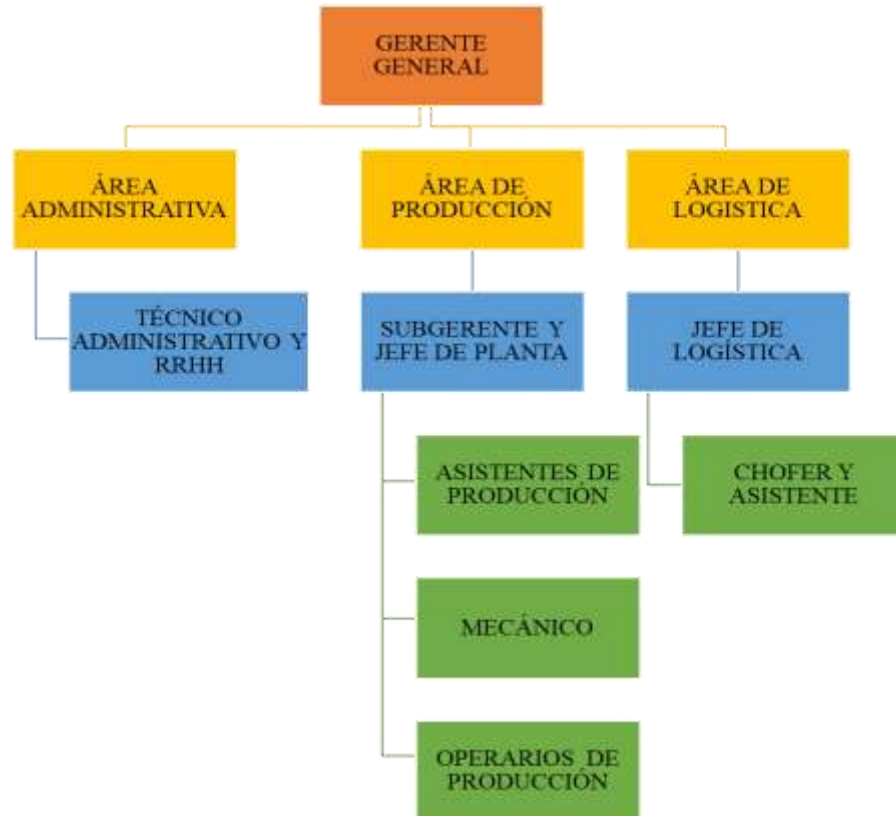 GERENTE
GENERAL
ÁREA
ADMINISTRATIVA
ÁREA DE
PRODUCCIÓN
ÁREA DE
LOGISTICA
TÉCNICO
ADMINISTRATIVO Y
RRHH
SUBGERENTE Y
JEFE DE PLANTA
JEFE DE
LOGÍSTICA
ASISTENTES DE
PRODUCCIÓN
CHOFER Y
ASISTENTE
MECÁNICO
OPERARIOS DE
PRODUCCIÓN